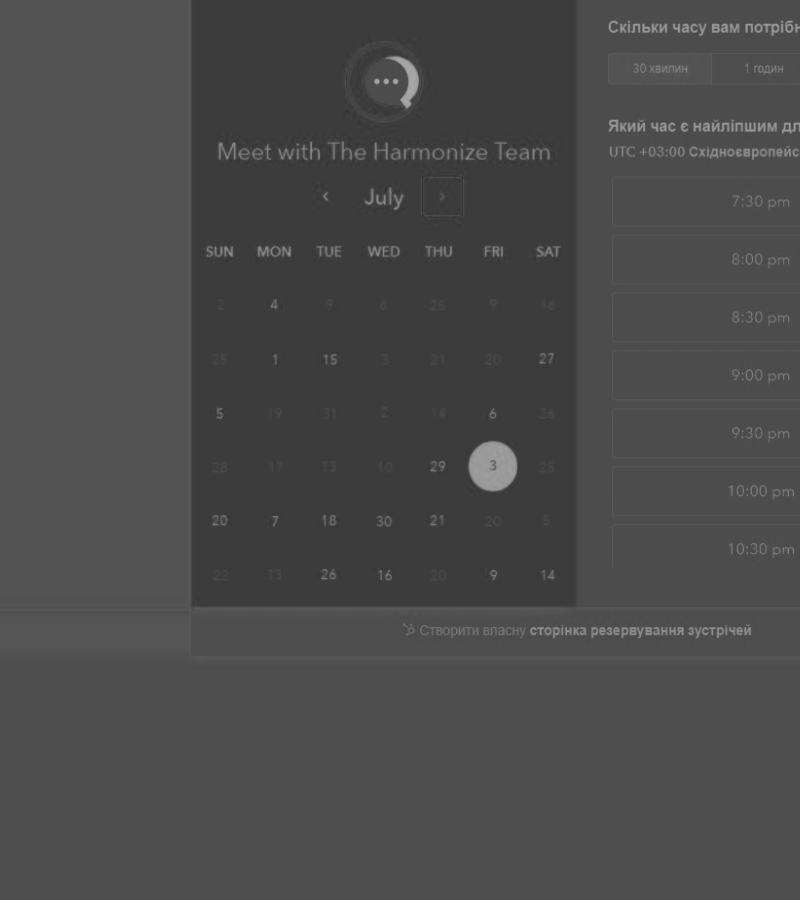 Скільки часу вам потрібн
30 хвилин 1 годин
Meet with The Harmonize Team
Який час є найліпшим дл
UTC +03:00 Східноєвропейс
July
SUN MON TUE WED THU FRI SAT
2 4 9 6 25 9 16
25 1 15 3 21 20 27
5 19 31 2 14 6 26
28 17 13 10 29 3 25
20 7 18 30 21 20 5
22 13 26 16 20 9 14
7:30 pm
8:00 pm
8:30 pm
9:00 pm
9:30 pm
10:00 pm
10:30 pm
Створити власну сторінка резервування зустрічей